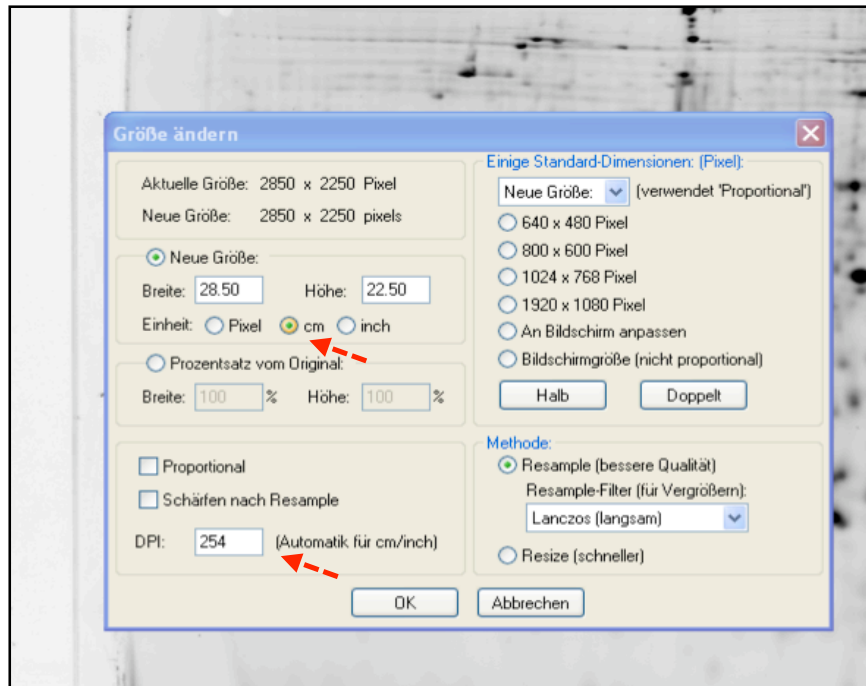 Größe ändern
Aktuelle Größe: 2850 x 2250 Pixel
Neue Größe: 2850 x 2250 pixels
Neue Größe:
Breite: 28.50 Höhe: 22.50
Einheit: Pixel cm inch
Prozentsatz vom Original:
Breite: 100 % Höhe: 100 %
Proportional
Schärfen nach Resample
DPI: 254 (Automatik für cm/inch)
Einige Standard-Dimensionen: (Pixel):
Neue Größe: (verwendet 'Proportional')
640 x 480 Pixel
800 x 600 Pixel
1024 x 768 Pixel
1920 x 1080 Pixel
An Bildschirm anpassen
Bildschirmgröße (nicht proportional)
Halb Doppelt
Methode:
Resample (bessere Qualität)
Resample-Filter (für Vergrößern):
Lanczos (langsam)
Resize (schneller)
OK Abbrechen